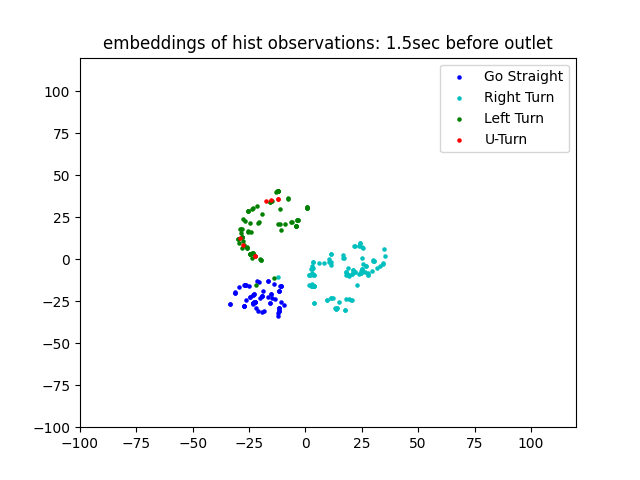 embeddings of hist observations: 1.5sec before outlet
Go Straight
Right Turn
Left Turn
U-Turn
100
75
50
25
0
−25
−50
−75
−100
−100 −75 −50 −25 0 25 50 75 100